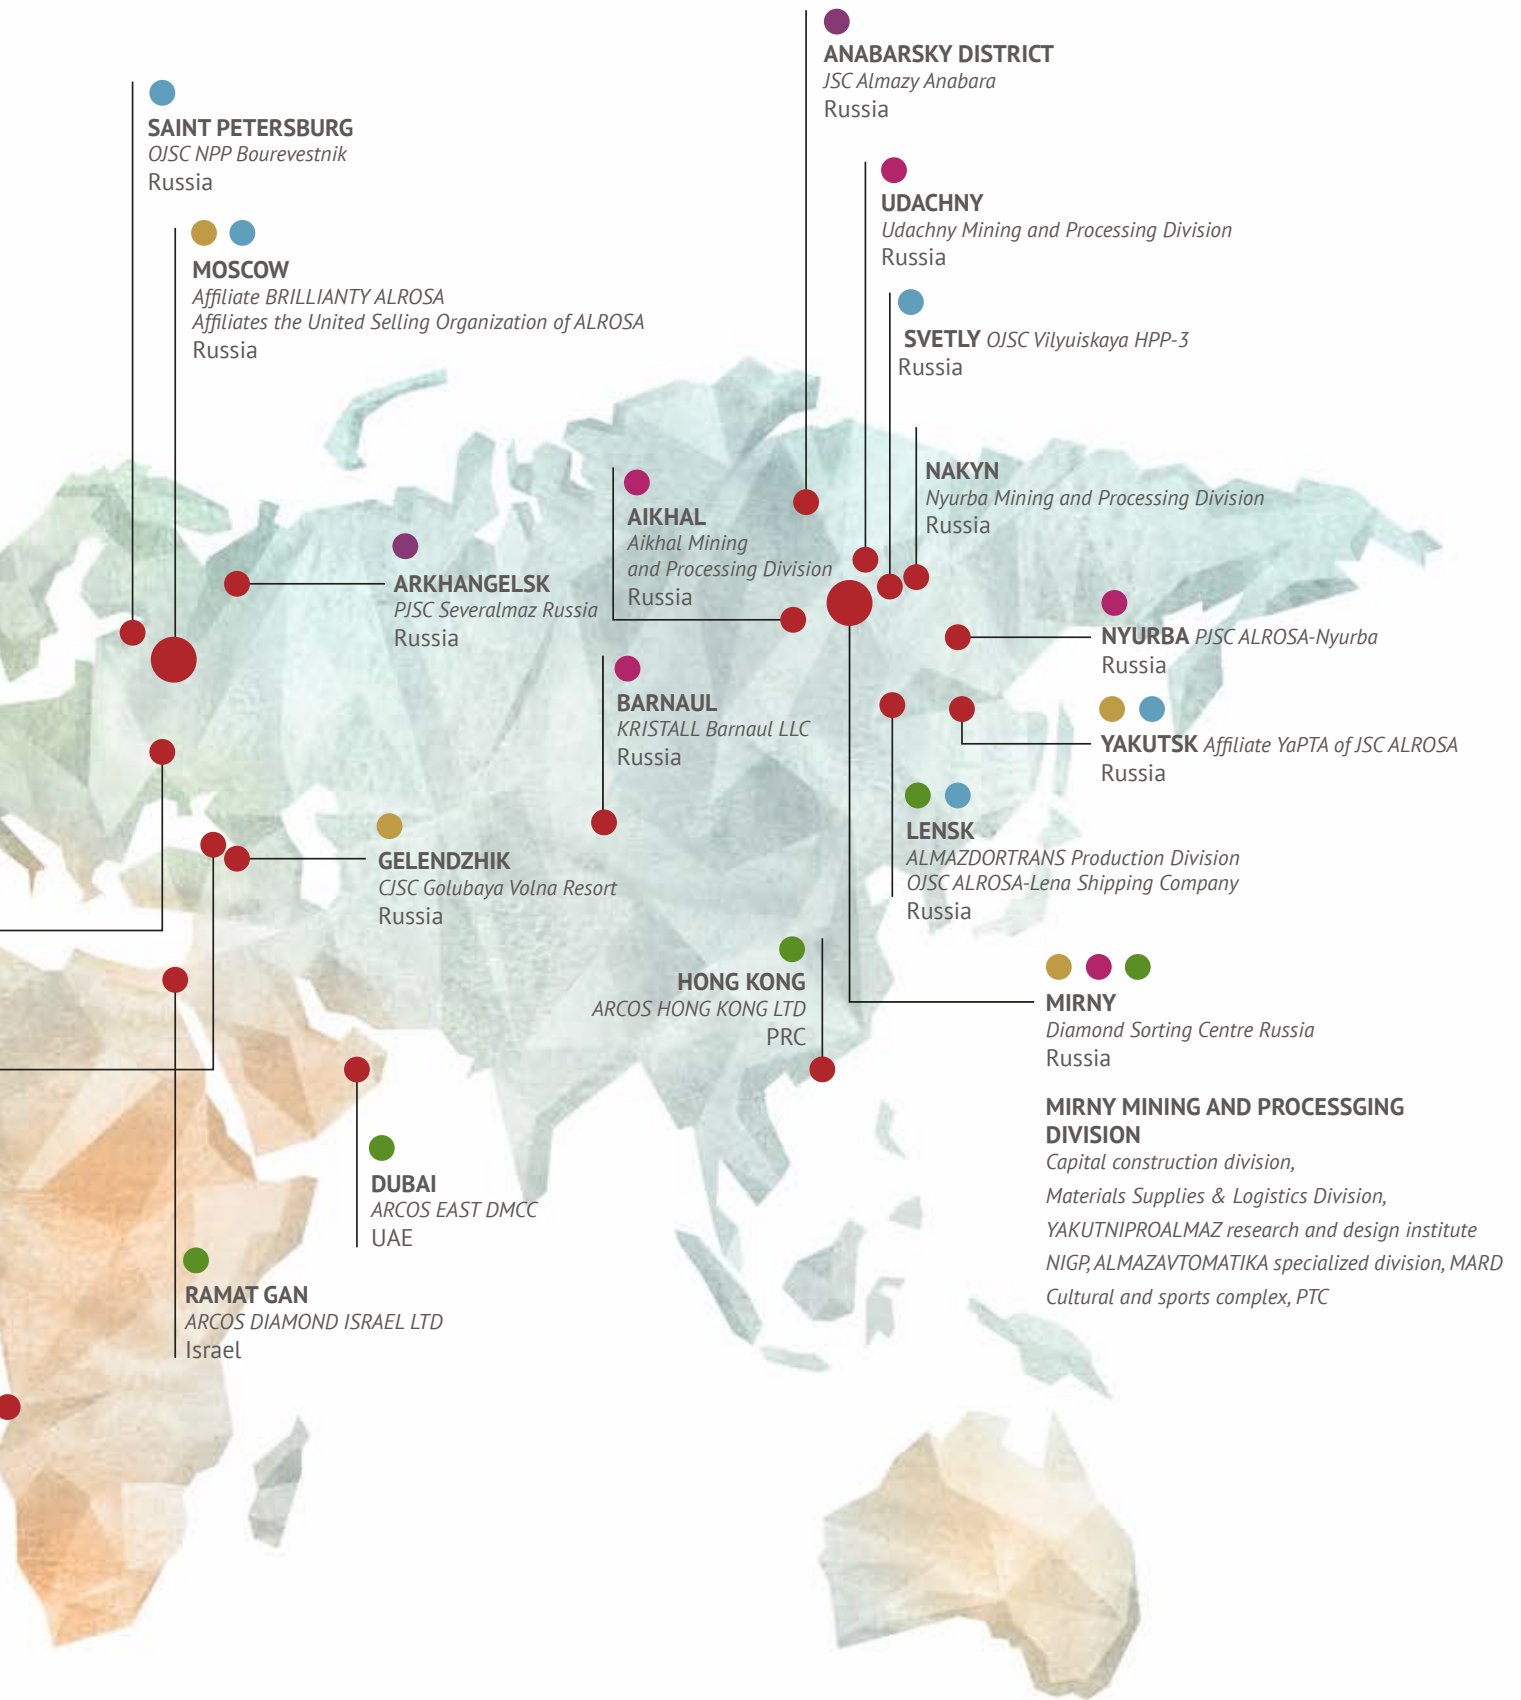 ANABARSKY DISTRICT
JSC Almazy Anabara
Russia
SAINT PETERSBURG
OJSC NPP Bourevestnik
Russia
UDACHNY
Udachny Mining and Processing Division
Russia
MOSCOW
Affiliate BRILLIANTY ALROSA
Affiliates the United Selling Organization of ALROSA
Russia
SVETLY OJSC Vilyuiskaya HPP-3
Russia
NAKYN
Nyurba Mining and Processing Division
Russia
AIKHAL
Aikhal Mining
and Processing Division
Russia
ARKHANGELSK
PJSC Severalmaz Russia
Russia
NYURBA PJSC ALROSA-Nyurba
Russia
BARNAUL
KRISTALL Barnaul LLC
Russia
YAKUTSK Affiliate YaPTA of JSC ALROSA
Russia
LENSK
ALMAZDORTRANS Production Division
OJSC ALROSA-Lena Shipping Company
Russia
GELENDZHIK
CJSC Golubaya Volna Resort
Russia
HONG KONG
ARCOS HONG KONG LTD
PRC
MIRNY
Diamond Sorting Centre Russia
Russia
MIRNY MINING AND PROCESSGING
DIVISION
Capital construction division,
Materials Supplies & Logistics Division,
YAKUTNIPROALMAZ research and design institute
NIGP, ALMAZAVTOMATIKA specialized division, MARD
Cultural and sports complex, PTC
DUBAI
ARCOS EAST DMCC
UAE
RAMAT GAN
ARCOS DIAMOND ISRAEL LTD
Israel